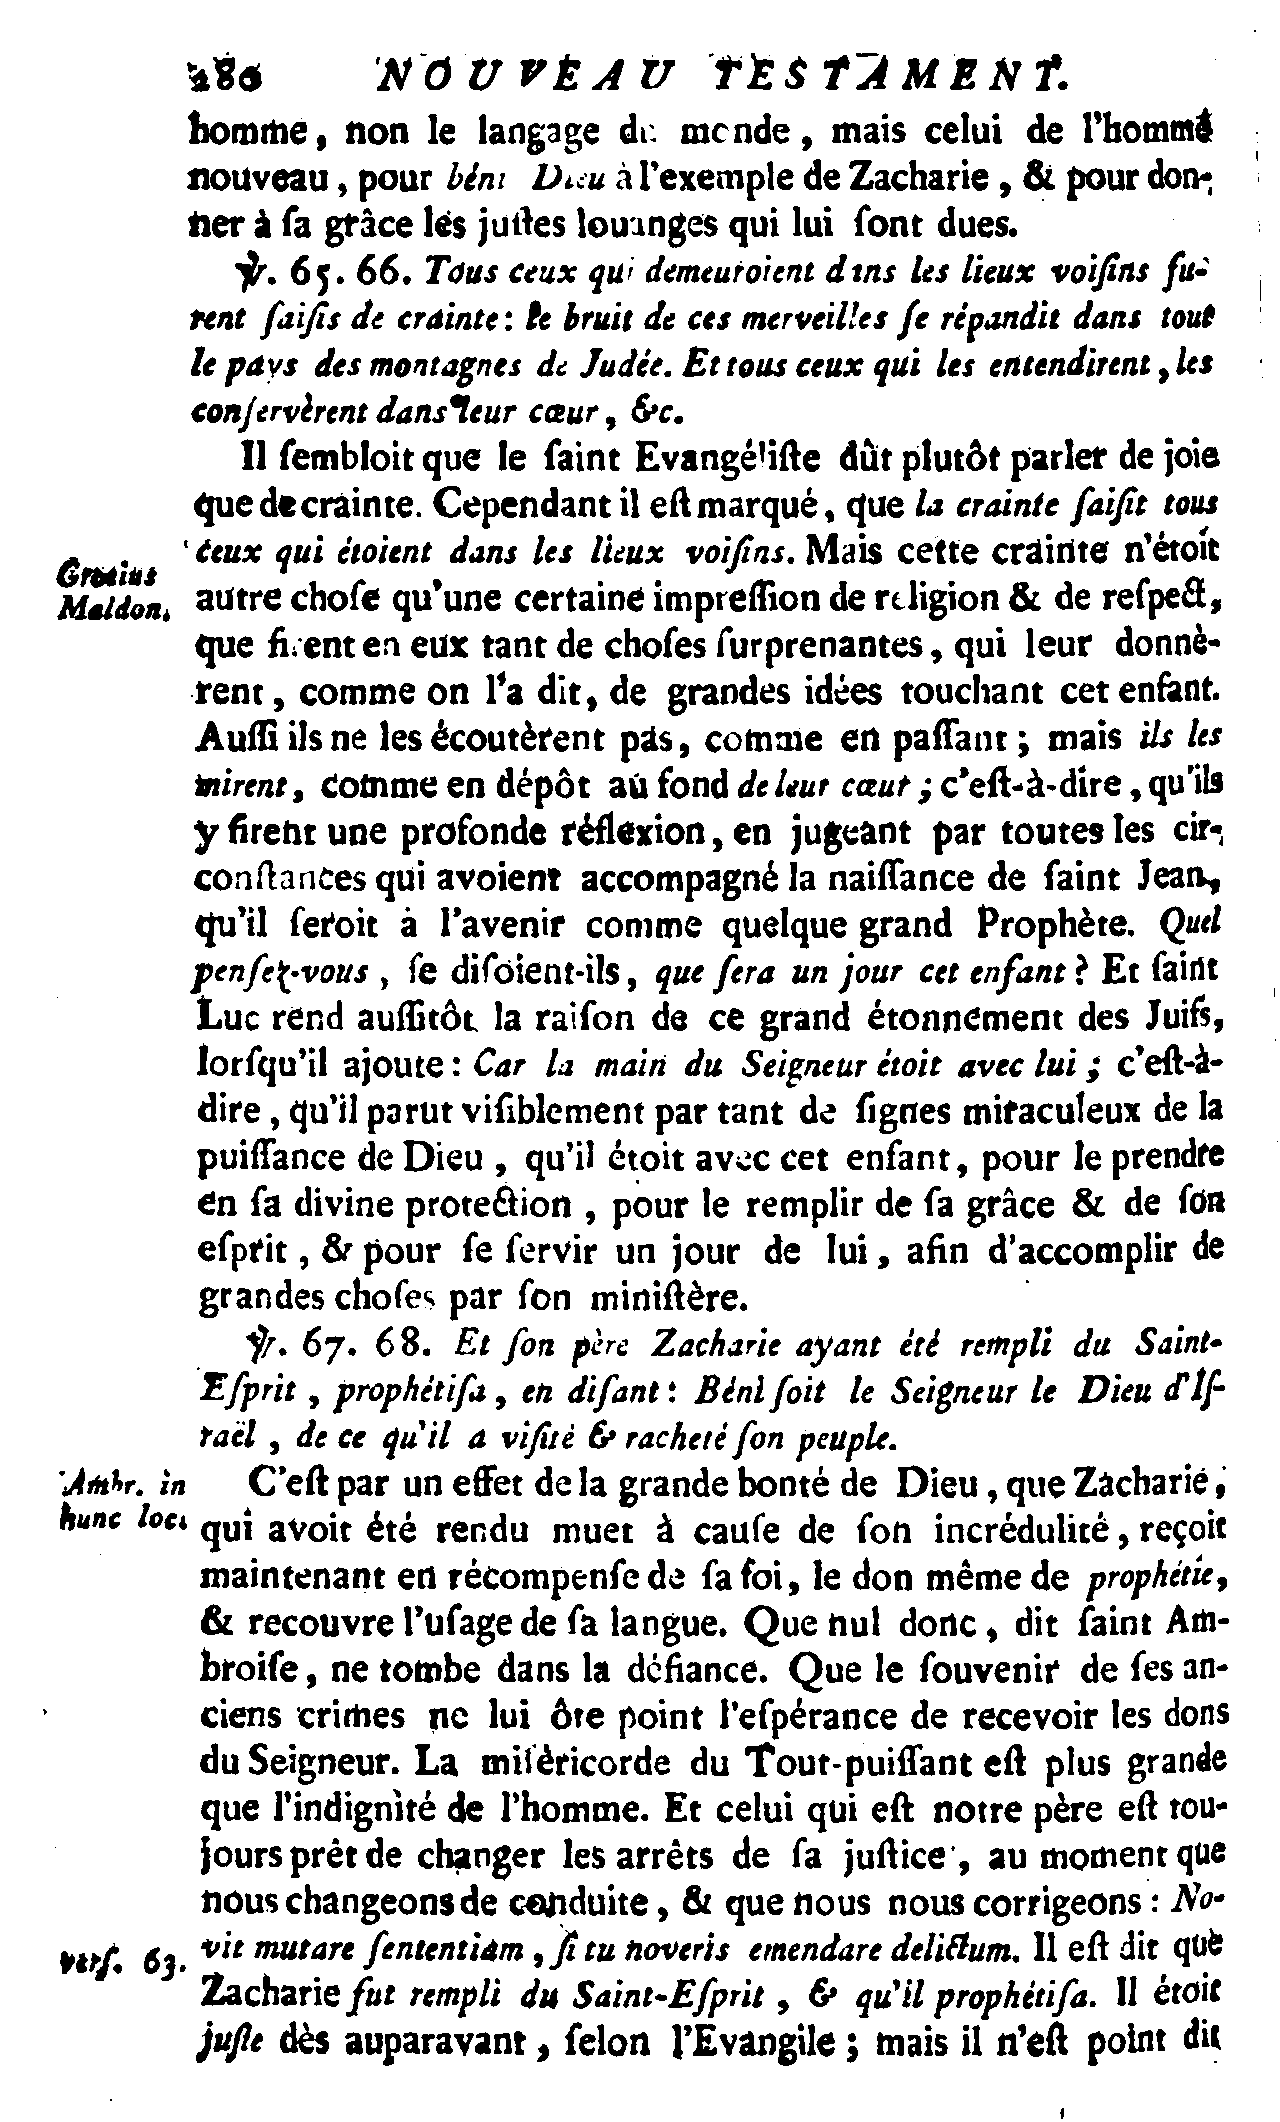 280 NOUVEAU TESTAMENT.
homme, non le langage du monde, mais celui de l'homme
nouveau, pour béni Dieu à l'exemple de Zacharie, & pour don-
ner à ſa grâce les juſtes louanges qui lui ſont dues.
℣. 65. 66. Tous ceux qui demeuroient dans les lieux voiſins fu-
rent ſaiſis de crainte: le bruit de ces merveilles ſe répandit dans tout
le pays des montagnes de Judée. Et tous ceux qui les entendirent, les
conſervèrent dans leur cœur, &c.
Il ſembloit que le ſaint Evangéliſte dût plutôt parler de joie
que de crainte. Cependant il eſt marqué, que la crainte ſaiſit tous
ceux qui étoient dans les lieux voiſins. Mais cette crainte n'étoit
Grotius
Maldon.
autre choſe qu'une certaine impreſſion de religion & de reſpect,
que firent en eux tant de choſes ſurprenantes, qui leur donnè-
rent, comme on l'a dit, de grandes idées touchant cet enfant.
Auſſi ils ne les écoutèrent pas, comme en paſſant; mais ils les
mirent, comme en dépôt au fond de leur cœur; c'eſt-à-dire, qu'ils
y firent une profonde réflexion, en jugeant par toutes les cir-
conſtances qui avoient accompagné la naiſſance de ſaint Jean,
qu'il ſeroit à l'avenir comme quelque grand Prophète. Quel
penſez-vous, ſe diſoient-ils, que ſera un jour cet enfant? Et ſaint
Luc rend auſſitôt la raiſon de ce grand étonnement des Juifs,
lorſqu'il ajoute: Car la main du Seigneur étoit avec lui; c'eſt-à-
dire, qu'il parut viſiblement par tant de ſignes miraculeux de la
puiſſance de Dieu, qu'il étoit avec cet enfant, pour le prendre
en ſa divine protection, pour le remplir de ſa grâce & de ſon
eſprit, & pour ſe ſervir un jour de lui, afin d'accomplir de
grandes choſes par ſon miniſtère.
℣. 67. 68. Et ſon père Zacharie ayant été rempli du Saint-
Eſprit, prophétiſa, en diſant: Béni ſoit le Seigneur le Dieu d'Iſ-
raël, de ce qu'il a viſité & racheté ſon peuple.
Ambr. in
hunc loc.
C'eſt par un effet de la grande bonté de Dieu, que Zacharie,
qui avoit été rendu muet à cauſe de ſon incrédulité, reçoit
maintenant en récompenſe de ſa foi, le don même de prophétie,
& recouvre l'uſage de ſa langue. Que nul donc, dit ſaint Am-
broiſe, ne tombe dans la défiance. Que le ſouvenir de ſes an-
ciens crimes ne lui ôte point l'eſpérance de recevoir les dons
du Seigneur. La miſéricorde du Tout-puiſſant eſt plus grande
que l'indignité de l'homme. Et celui qui eſt notre père eſt tou-
jours prêt de changer les arrêts de ſa juſtice, au moment que
nous changeons de conduite, & que nous nous corrigeons: No-
vit mutare ſententiam, ſi tu noveris emendare delictum. Il eſt dit que
verſ. 63.
Zacharie fut rempli du Saint-Eſprit, & qu'il prophétiſa. Il étoit
juſte dès auparavant, ſelon l'Evangile; mais il n'eſt point dit